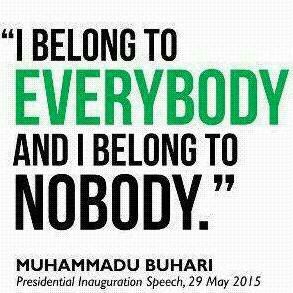 “I BELONG TO
EVERYBODY
AND I BELONG TO
NOBODY.”
MUHAMMADU BUHARI
Presidential Inauguration Speech, 29 May 2015